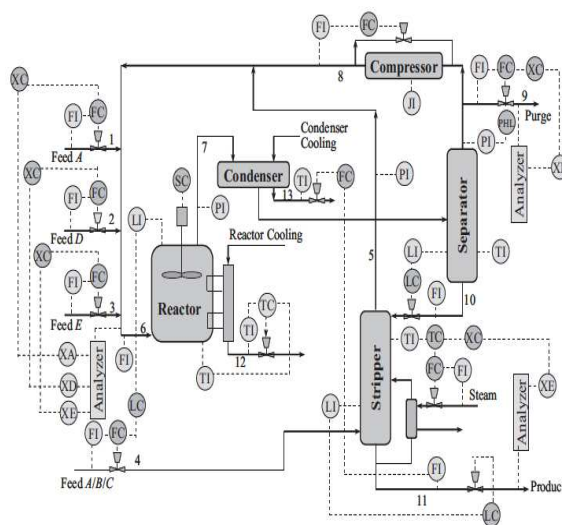 FI FC
8
Compressor
JI
FI FC XC
9
Purge
PHL
PI
Analyzer
XC
FC
FI
1
Feed A
XC
FC
FI
2
Feed D
XC
FC
FI
3
Feed E
7
Condenser
Cooling
Condenser
TI
13
FC
PI
SC
PI
LI
Reactor
Reactor Cooling
TC
TI
12
TI
6
FI
5
Separator
LI
TI
LC
10
FI
XA
XD
XE
Analyzer
LC
FI FC
4
Feed A/B/C
Stripper
TI TC XC
FC FI
Steam
XE
Analyzer
LI
FI
11
Produc
LC